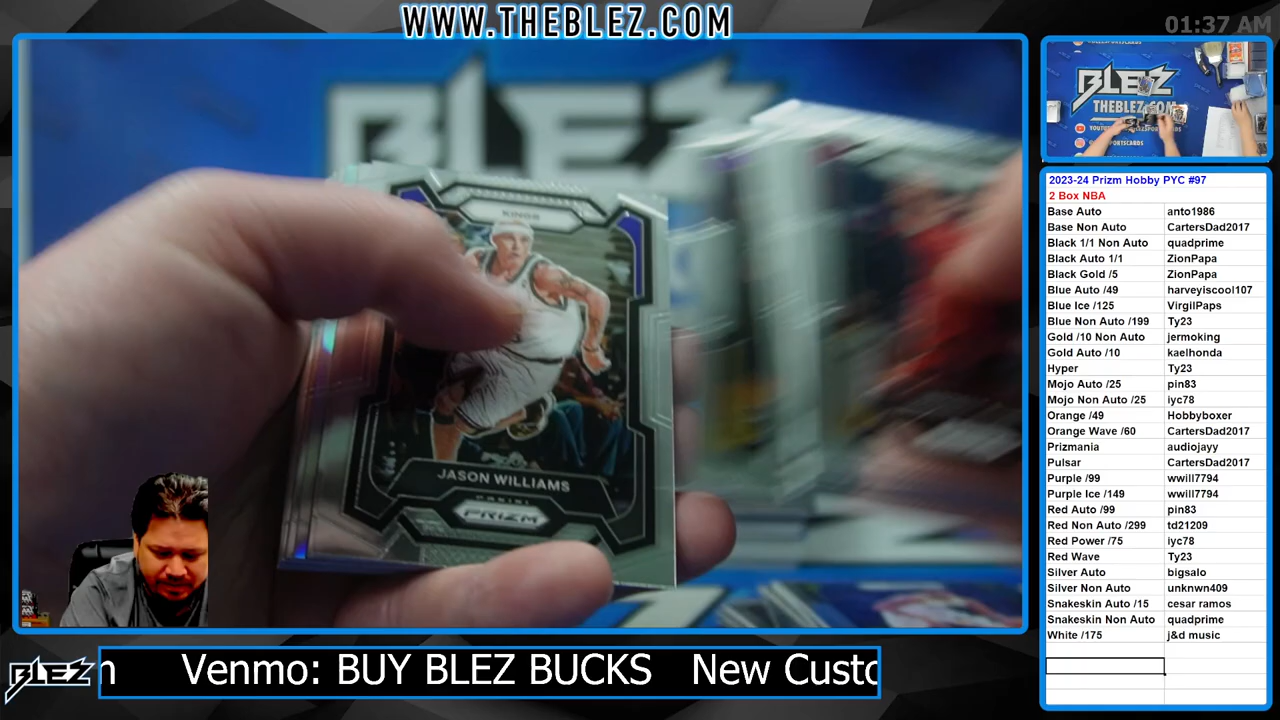 WWW.THEBLEZ.COM
01:37 AM
BLEZ
BLEZ
THEBLEZ.COM
KINGS
JASON WILLIAMS
PANINI
PRIZM
2023-24 Prizm Hobby PYC #97
2 Box NBA
Base Auto anto1986
Base Non Auto CartersDad2017
Black 1/1 Non Auto quadprime
Black Auto 1/1 ZionPapa
Black Gold /5 ZionPapa
Blue Auto /49 harveyiscool107
Blue Ice /125 VirgilPaps
Blue Non Auto /199 Ty23
Gold /10 Non Auto jermoking
Gold Auto /10 kaelhonda
Hyper Ty23
Mojo Auto /25 pin83
Mojo Non Auto /25 iyc78
Orange /49 Hobbyboxer
Orange Wave /60 CartersDad2017
Prizmania audiojayy
Pulsar CartersDad2017
Purple /99 wwill7794
Purple Ice /149 wwill7794
Red Auto /99 pin83
Red Non Auto /299 td21209
Red Power /75 iyc78
Red Wave Ty23
Silver Auto bigsalo
Silver Non Auto unknwn409
Snakeskin Auto /15 cesar ramos
Snakeskin Non Auto quadprime
White /175 j&d music
BLEZ
n Venmo: BUY BLEZ BUCKS New Custo